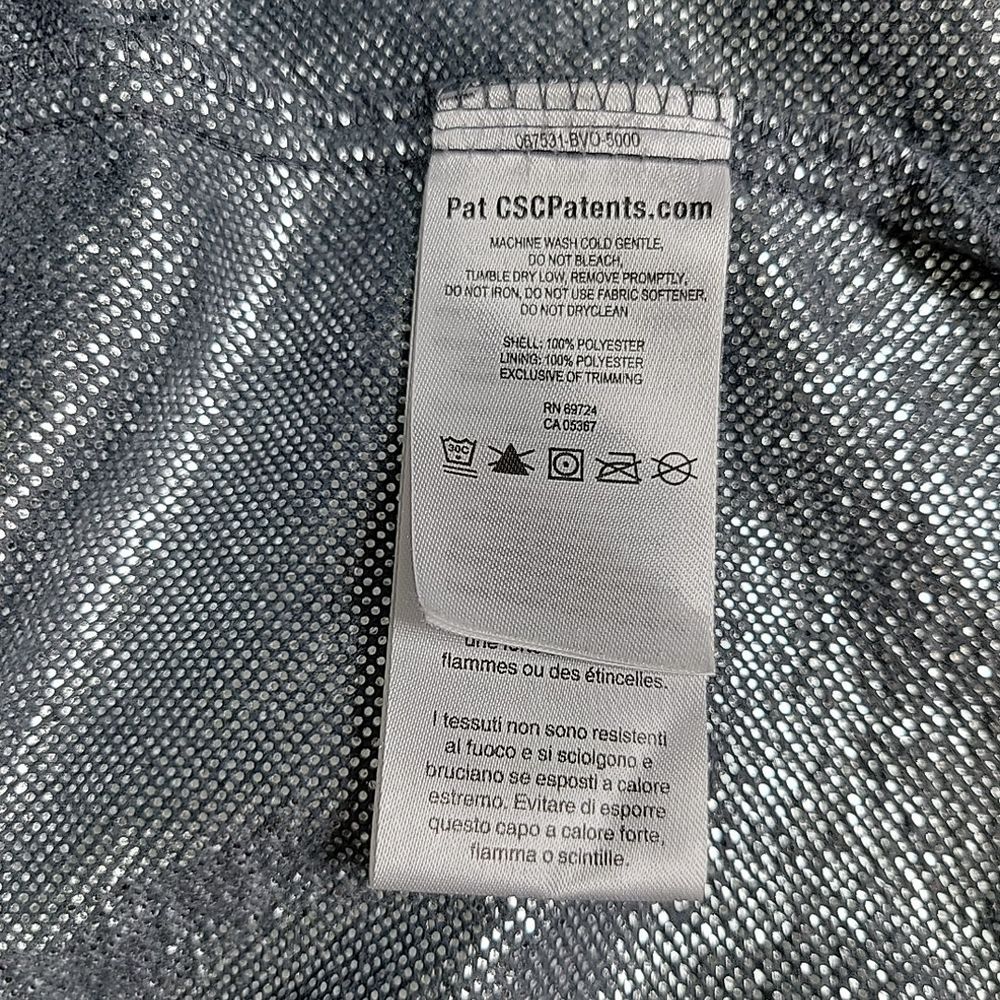 067531-BVO-5000
Pat CSCPatents.com
MACHINE WASH COLD GENTLE,
DO NOT BLEACH,
TUMBLE DRY LOW, REMOVE PROMPTLY,
DO NOT IRON, DO NOT USE FABRIC SOFTENER,
DO NOT DRYCLEAN
SHELL: 100% POLYESTER
LINING: 100% POLYESTER
EXCLUSIVE OF TRIMMING
RN 69724
CA 05367
30C
une
flammes ou des étincelles.
I tessuti non sono resistenti
al fuoco e si sciolgono e
bruciano se esposti a calore
estremo. Evitare di esporre
questo capo a calore forte,
fiamma o scintille.